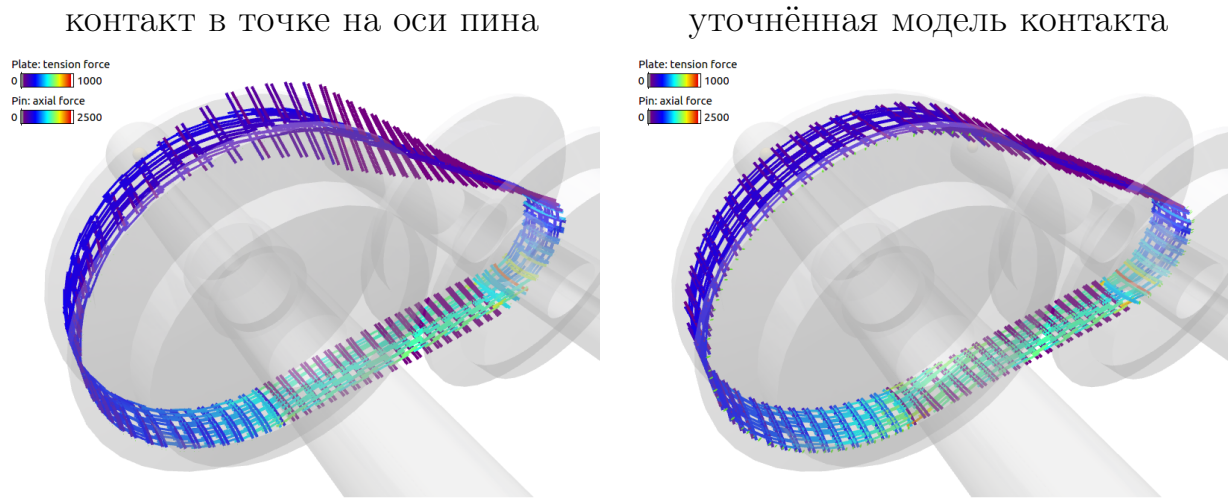 контакт в точке на оси пина
уточнённая модель контакта
Plate: tension force
0 1000
Pin: axial force
0 2500
Plate: tension force
0 1000
Pin: axial force
0 2500